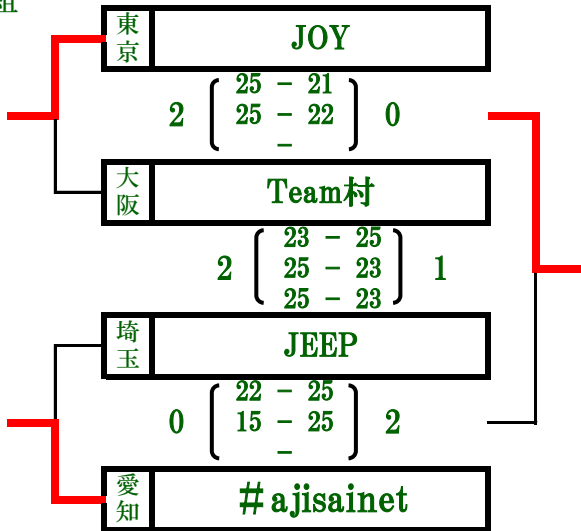 組
東京 JOY
2 25 - 21 0
25 - 22
-
大阪 Team村
23 - 25
2 25 - 23 1
25 - 23
埼玉 JEEP
22 - 25
0 15 - 25 2
-
愛知 #ajisainet